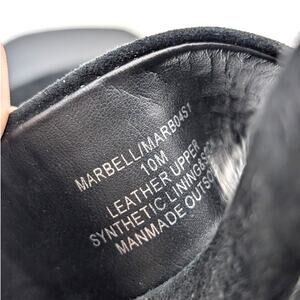 MARBELL/MARB04S1
10M
LEATHER UPPER
SYNTHETIC LINING&
MANMADE